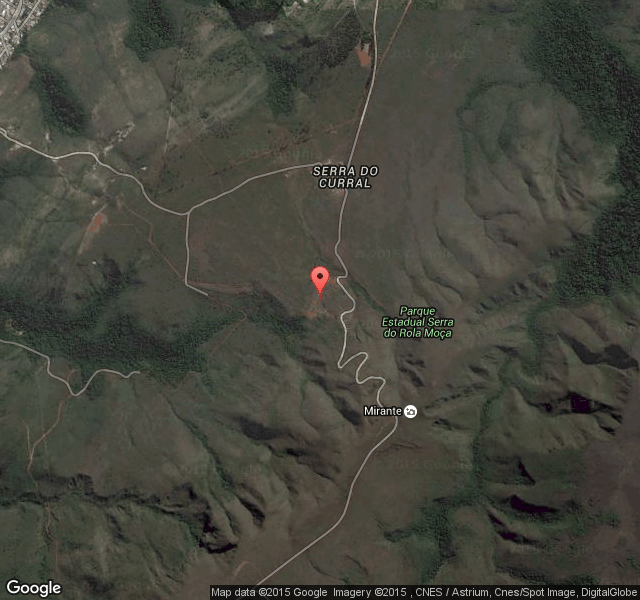 SERRA DO
CURRAL
Parque
Estadual Serra
do Rola Moça
Mirante
Google
Map data ©2015 Google Imagery ©2015 , CNES / Astrium, Cnes/Spot Image, DigitalGlobe